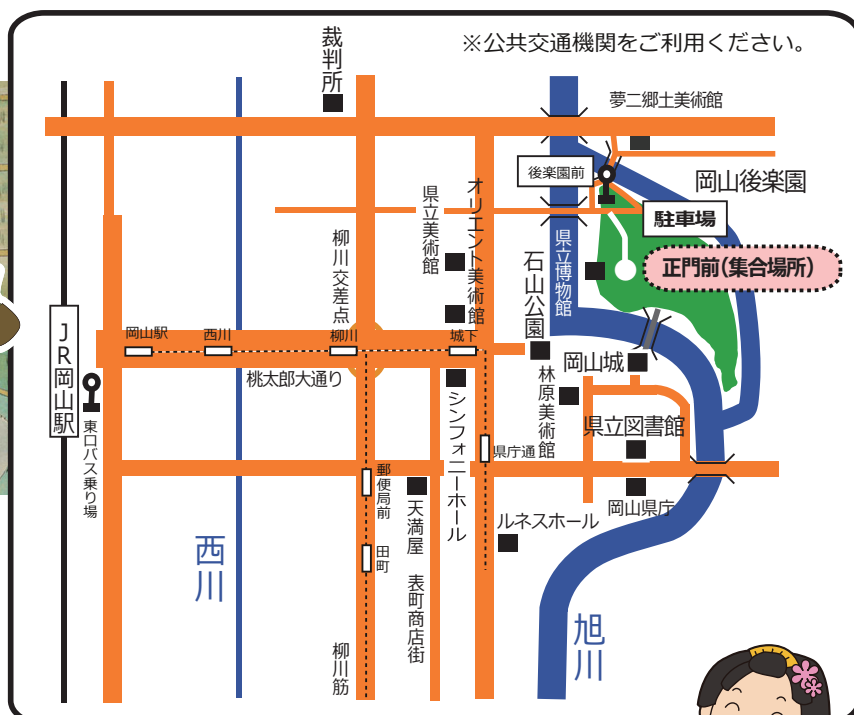 ※公共交通機関をご利用ください。
裁判所
夢二郷土美術館
後楽園前
岡山後楽園
駐車場
正門前(集合場所)
オリエント美術館
県立美術館
柳川交差点
県立博物館
石山公園
JR岡山駅
岡山駅
西川
柳川
城下
桃太郎大通り
岡山城
林原美術館
シンフォニーホール
県立図書館
東口バス乗り場
県庁通
郵便局前
天満屋
岡山県庁
ルネスホール
西川
田町
表町商店街
旭川
柳川筋